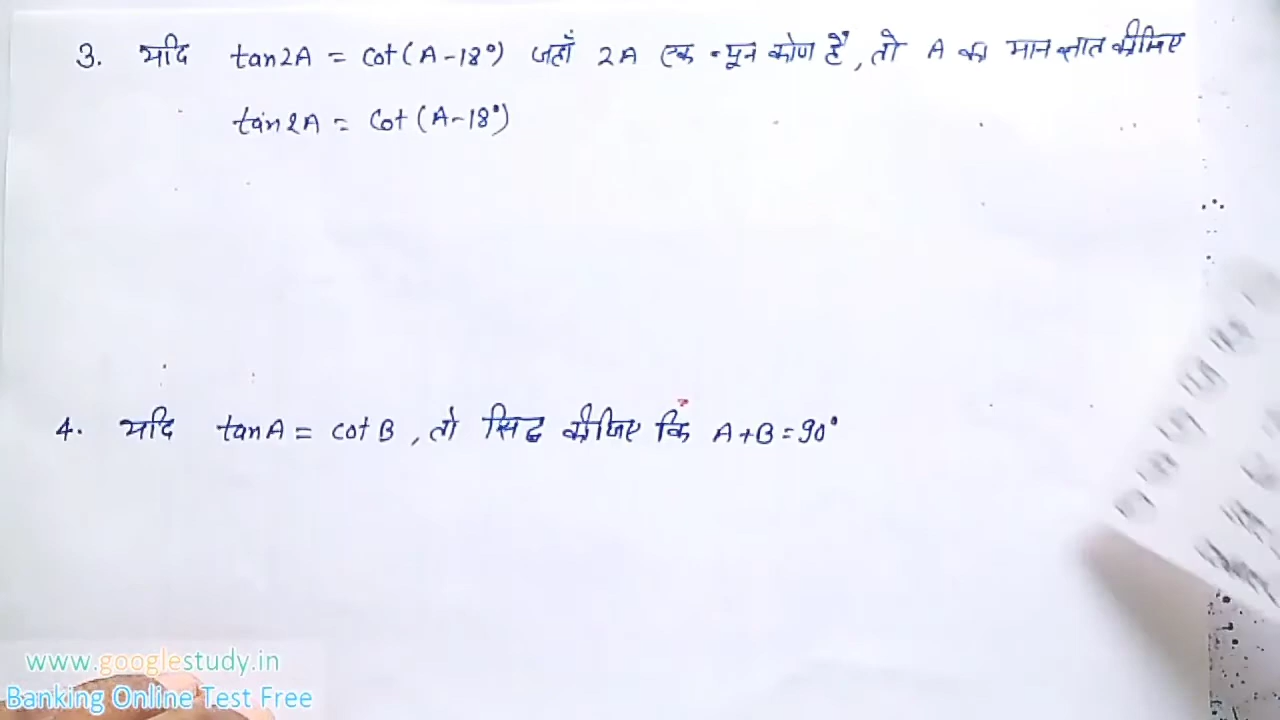 3. यदि tan2A = cot(A-18°) जहाँ 2A एक न्यून कोण हैं, तो A का मान ज्ञात कीजिए
tan2A = cot(A-18°)
4. यदि tanA = cot B, तो सिद्ध कीजिए कि A+B=90°
www.googlestudy.in
Banking Online Test Free